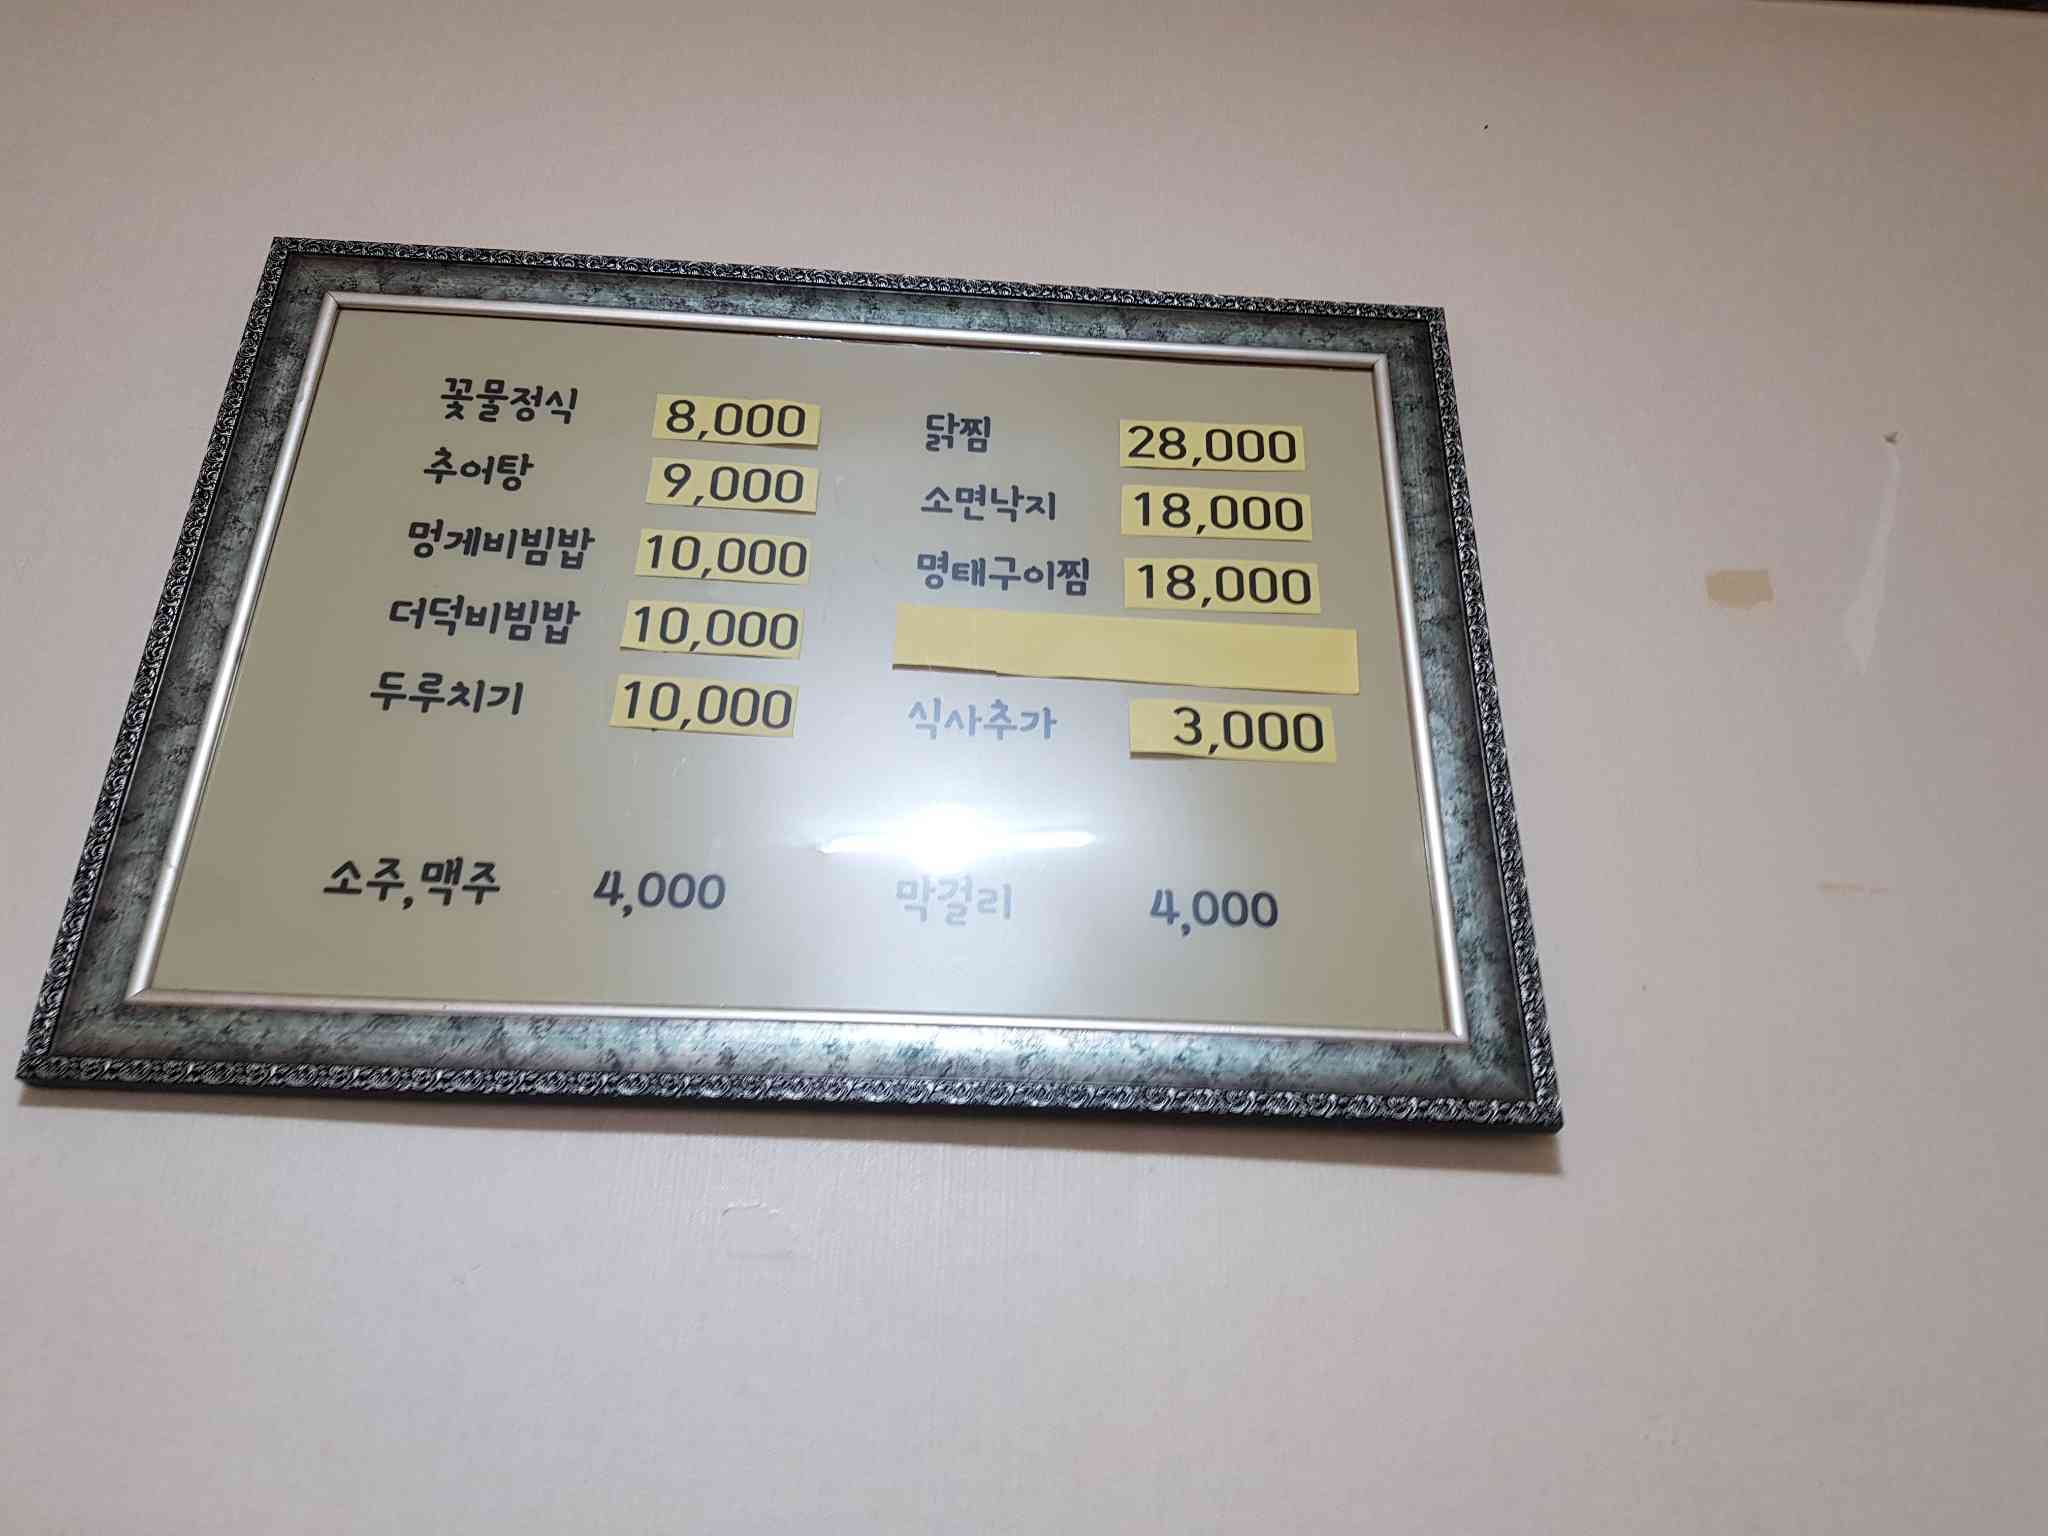 꽃물정식 8,000
추어탕 9,000
멍게비빔밥 10,000
더덕비빔밥 10,000
두루치기 10,000
닭찜 28,000
소면낙지 18,000
명태구이찜 18,000
식사추가 3,000
소주,맥주 4,000
막걸리 4,000